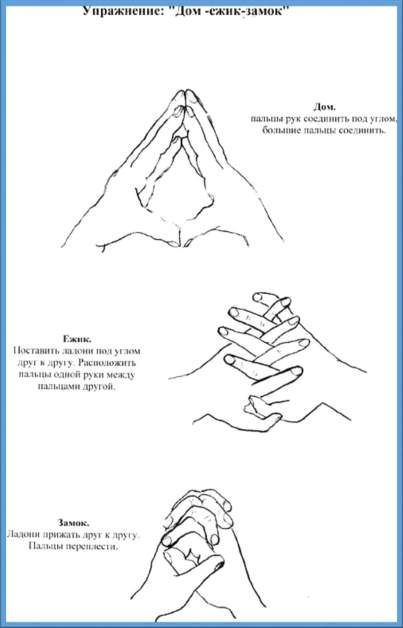 Упражнение: "Дом -ежик-замок"
Дом.
пальцы рук соединить под углом,
большие пальцы соединить.
Ежик.
Поставить ладони под углом
друг к другу. Расположить
пальцы одной руки между
пальцами другой.
Замок.
Ладони прижать друг к другу.
Пальцы переплести.